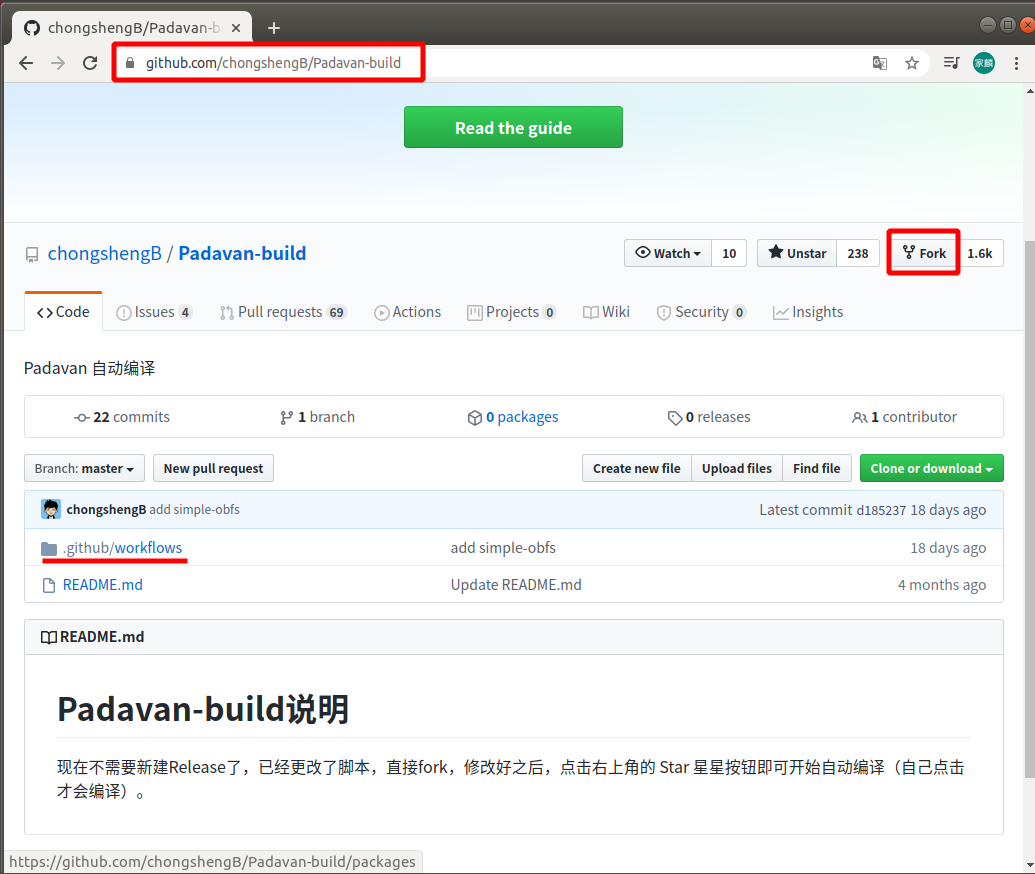 chongshengB/Padavan-b
github.com/chongshengB/Padavan-build
家麟
Read the guide
chongshengB / Padavan-build
Watch 10 Unstar 238 Fork 1.6k
Code Issues 4 Pull requests 69 Actions Projects 0 Wiki Security 0 Insights
Padavan 自动编译
22 commits 1 branch 0 packages 0 releases 1 contributor
Branch: master New pull request Create new file Upload files Find file Clone or download
chongshengB add simple-obfs Latest commit d185237 18 days ago
.github/workflows add simple-obfs 18 days ago
README.md Update README.md 4 months ago
README.md
Padavan-build说明
现在不需要新建Release了，已经更改了脚本，直接fork，修改好之后，点击右上角的 Star 星星按钮即可开始自动编译（自己点击
才会编译）。
https://github.com/chongshengB/Padavan-build/packages